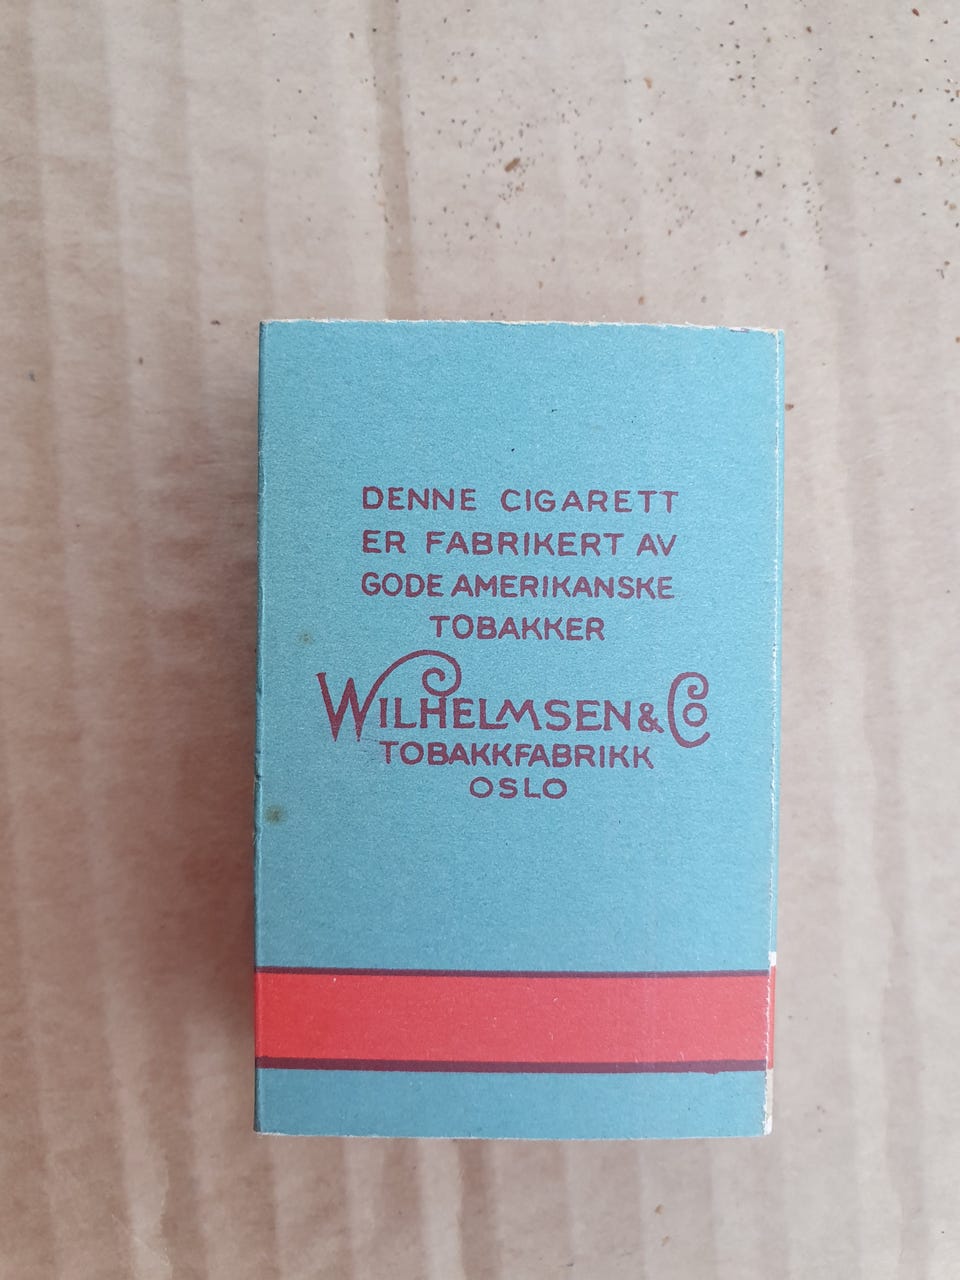 DENNE CIGARETT
ER FABRIKERT AV
GODE AMERIKANSKE
TOBAKKER
WILHELMSEN & Co
TOBAKKFABRIKK
OSLO